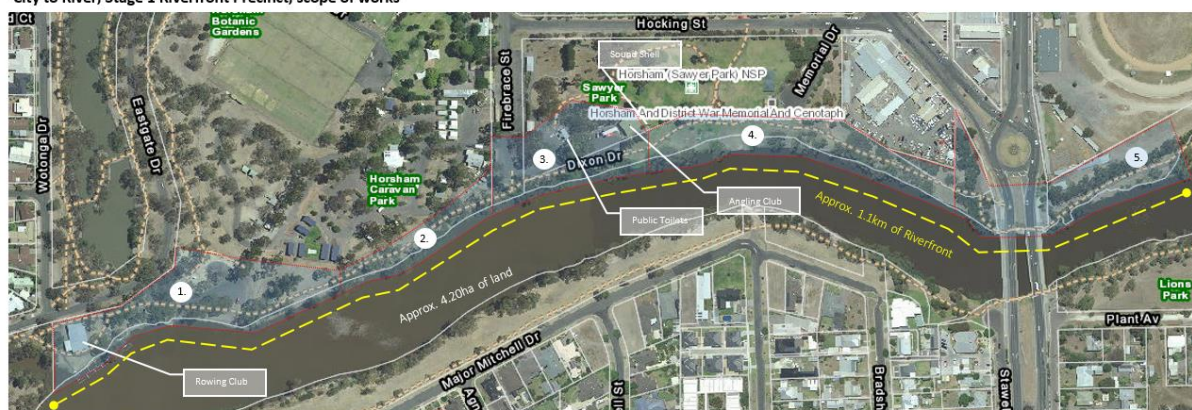 City to River, Stage 1 Riverfront Precinct, scope of works
Botanic
Gardens
Hocking St
Memorial Dr
Firebrace St
Wotonga Dr
Eastgate Dr
Sound Shell
Horsham (Sawyer Park) NSP
Sawyer
Park
Horsham And District War Memorial And Cenotaph
Dixon Dr
Horsham
Caravan
Park
1.
2.
3.
4.
5.
Public Toilets
Angling Club
Approx. 1.1km of Riverfront
Approx. 4.20ha of land
Rowing Club
Major Mitchell Dr
Lions
Park
Plant Av